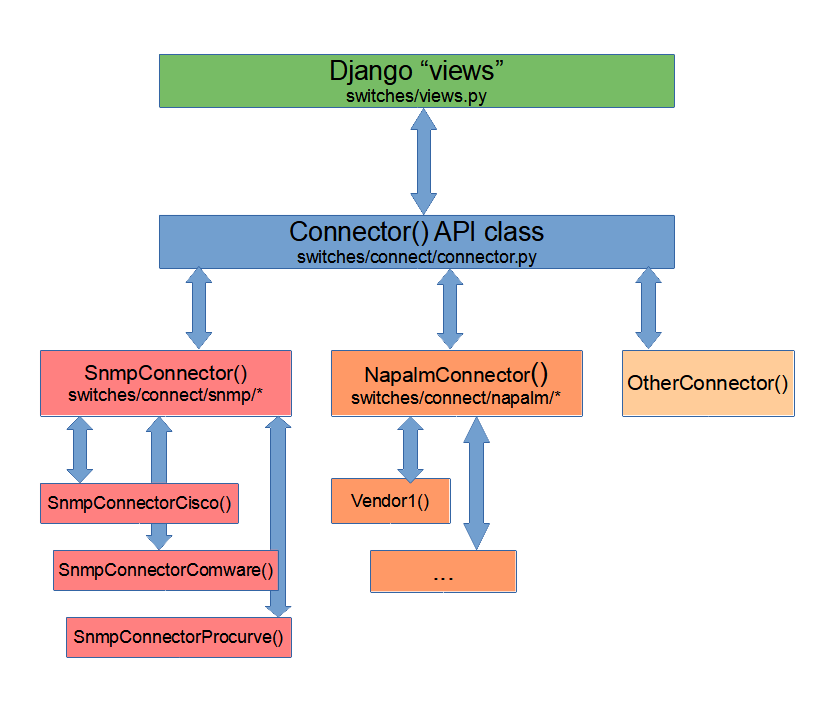 Django “views”
switches/views.py
Connector() API class
switches/connect/connector.py
SnmpConnector()
switches/connect/snmp/*
NapalmConnector()
switches/connect/napalm/*
OtherConnector()
SnmpConnectorCisco()
Vendor1()
SnmpConnectorComware()
...
SnmpConnectorProcurve()